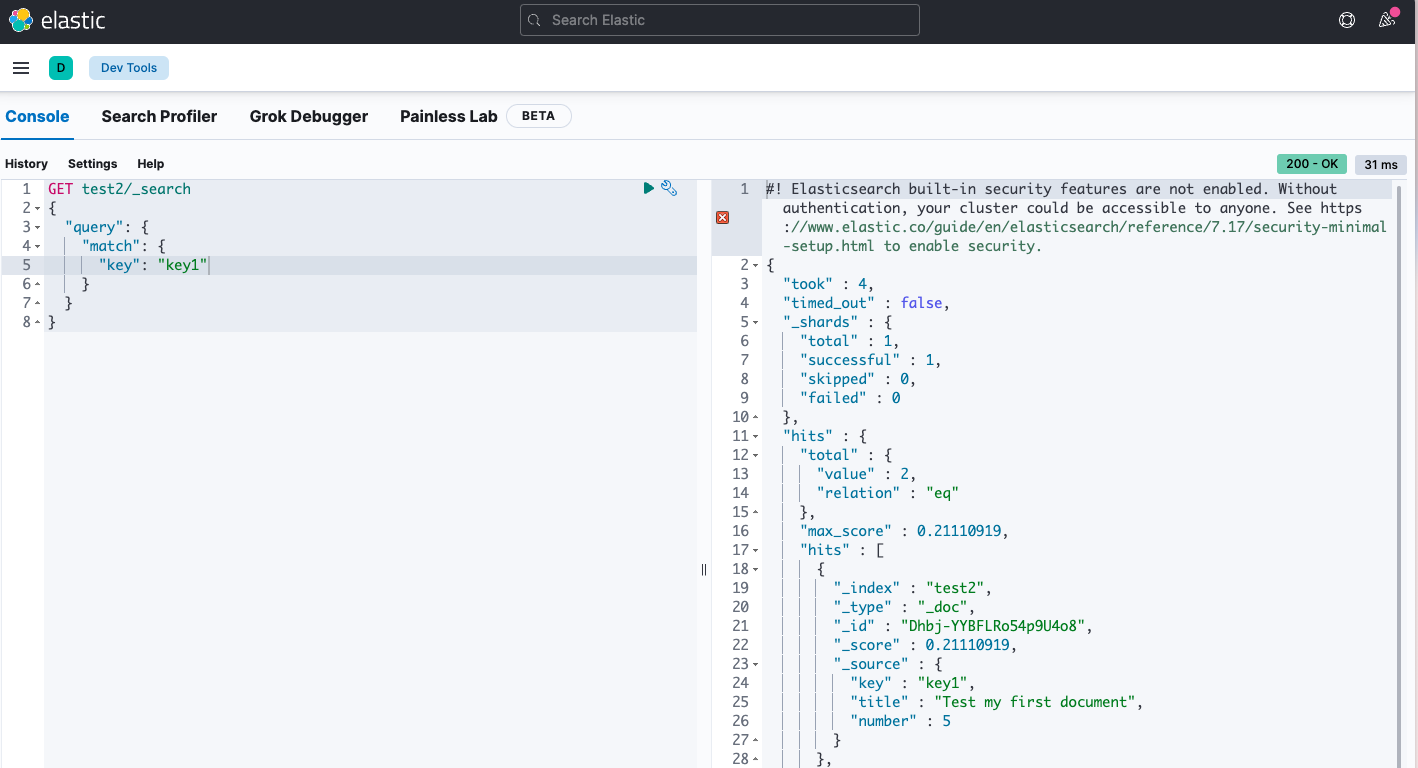 elastic
Search Elastic
D
Dev Tools
Console Search Profiler Grok Debugger Painless Lab BETA
History Settings Help
200 - OK 31 ms
1 GET test2/_search
2 {
3 "query": {
4 "match": {
5 "key": "key1"
6 }
7 }
8 }
1 #! Elasticsearch built-in security features are not enabled. Without
authentication, your cluster could be accessible to anyone. See https
://www.elastic.co/guide/en/elasticsearch/reference/7.17/security-minimal
-setup.html to enable security.
2 {
3 "took" : 4,
4 "timed_out" : false,
5 "_shards" : {
6 "total" : 1,
7 "successful" : 1,
8 "skipped" : 0,
9 "failed" : 0
10 },
11 "hits" : {
12 "total" : {
13 "value" : 2,
14 "relation" : "eq"
15 },
16 "max_score" : 0.21110919,
17 "hits" : [
18 {
19 "_index" : "test2",
20 "_type" : "_doc",
21 "_id" : "Dhbj-YYBFLRo54p9U4o8",
22 "_score" : 0.21110919,
23 "_source" : {
24 "key" : "key1",
25 "title" : "Test my first document",
26 "number" : 5
27 }
28 },